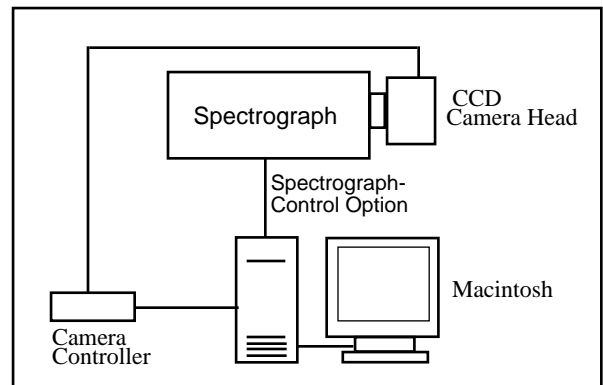 Spectrograph
CCD
Camera Head
Spectrograph-
Control Option
Macintosh
Camera
Controller